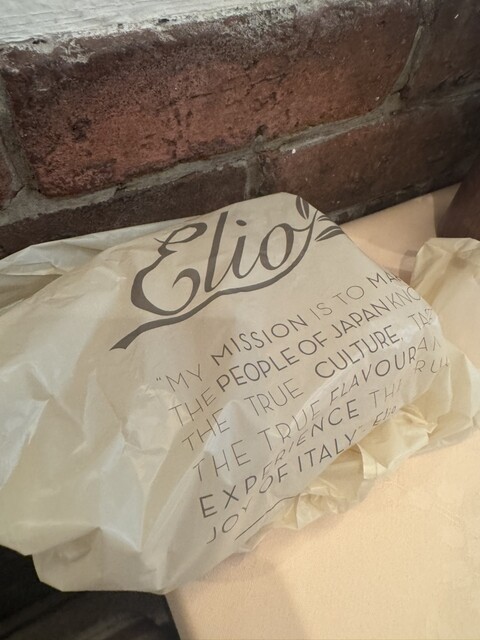 Elio
"MY MISSION IS TO
THE PEOPLE OF JAPAN
THE TRUE CULTURE,
THE TRUE FLAVOUR
EXPERIENCE
JOY OF ITALY"